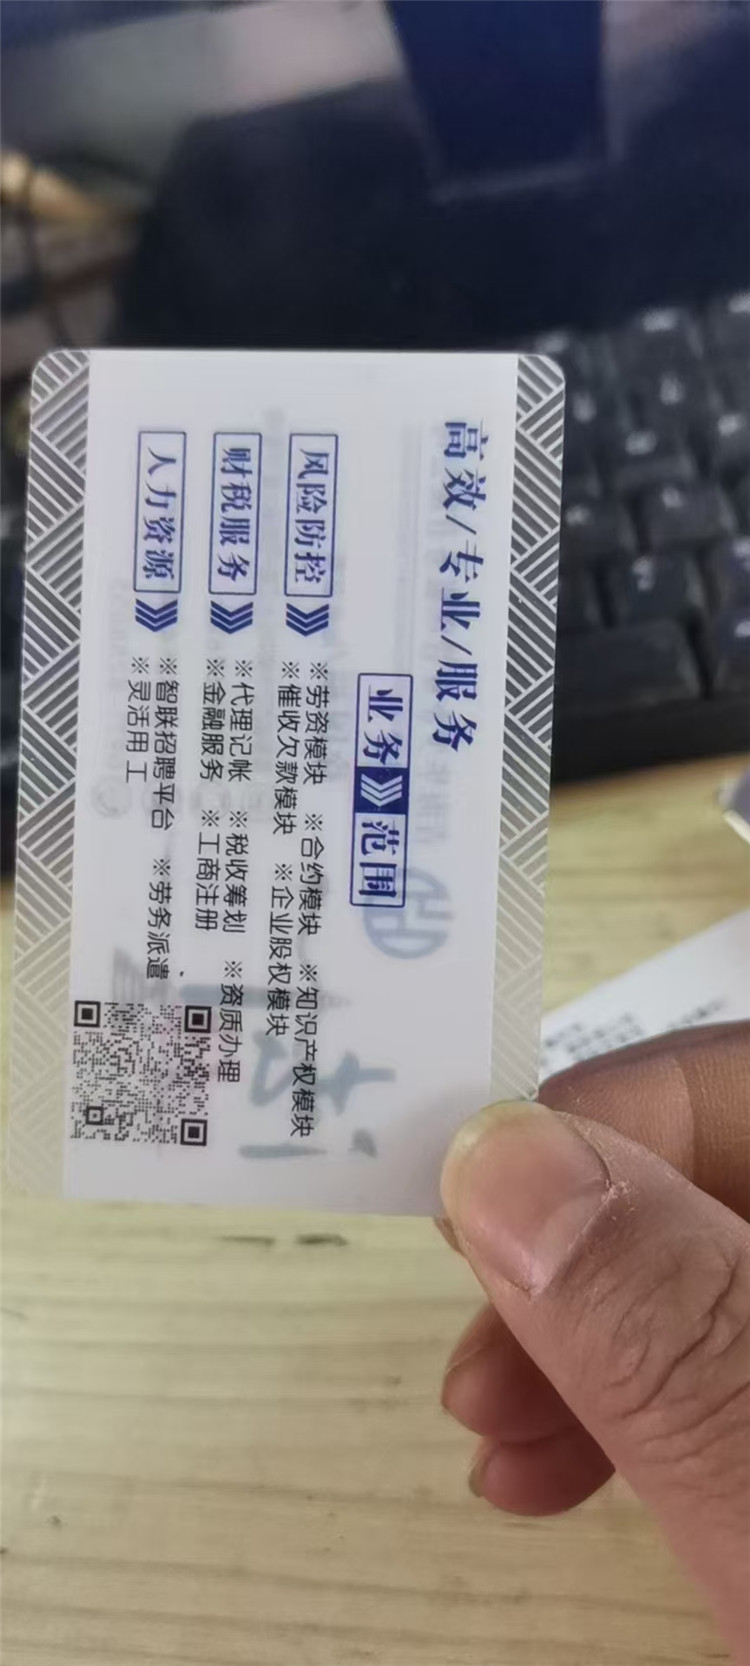 高效/专业/服务
业务 范围
风险防控
※劳资模块 ※合约模块 ※知识产权模块
※催收欠款模块 ※企业股权模块
财税服务
※代理记帐 ※税收筹划 ※资质办理
※金融服务 ※工商注册
人力资源
※智联招聘平台 ※劳务派遣
※灵活用工